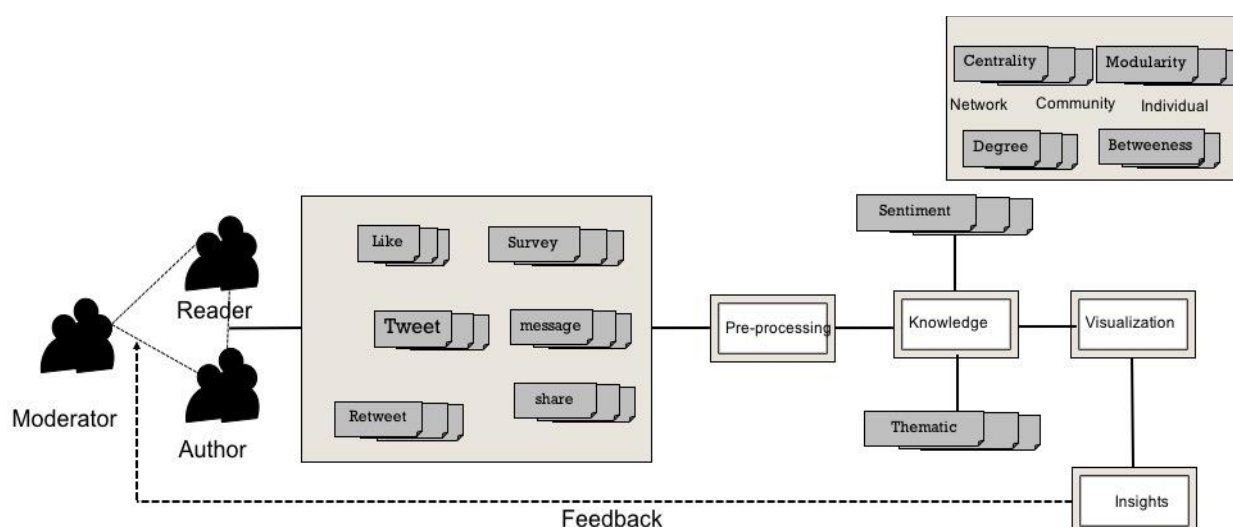 Centrality
Modularity
Network
Community
Individual
Degree
Betweeness
Sentiment
Like
Survey
Reader
Tweet
message
Pre-processing
Knowledge
Visualization
Moderator
Retweet
share
Thematic
Author
Insights
Feedback